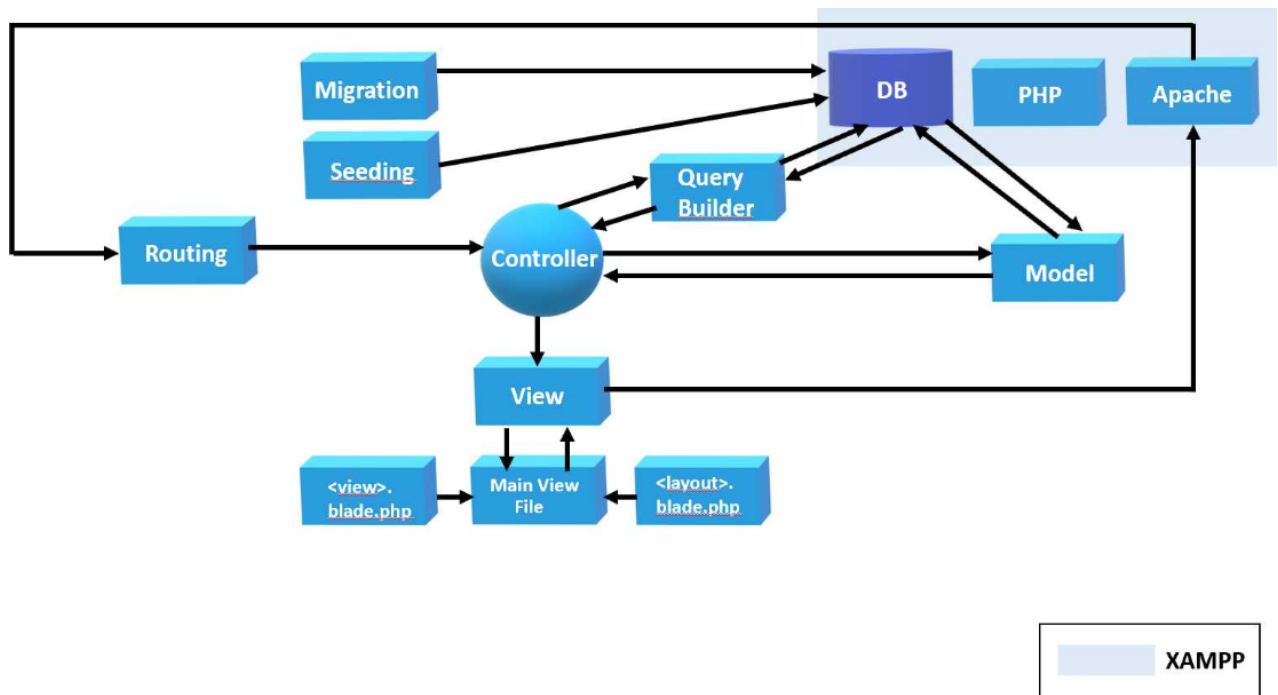 Migration
DB
PHP
Apache
Seeding
Query
Builder
Routing
Controller
Model
View
<view>.
blade.php
Main View
File
<layout>.
blade.php
XAMPP